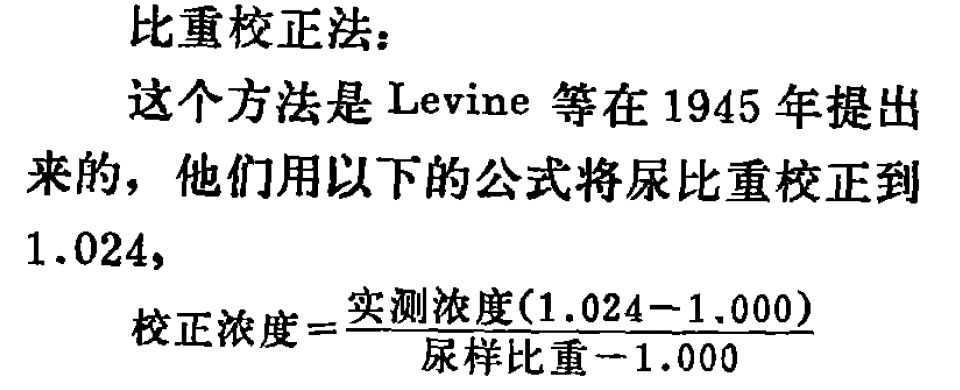 比重校正法：
这个方法是 Levine 等在 1945 年提出
来的，他们用以下的公式将尿比重校正到
1.024，
校正浓度＝实测浓度(1.024－1.000)
尿样比重－1.000